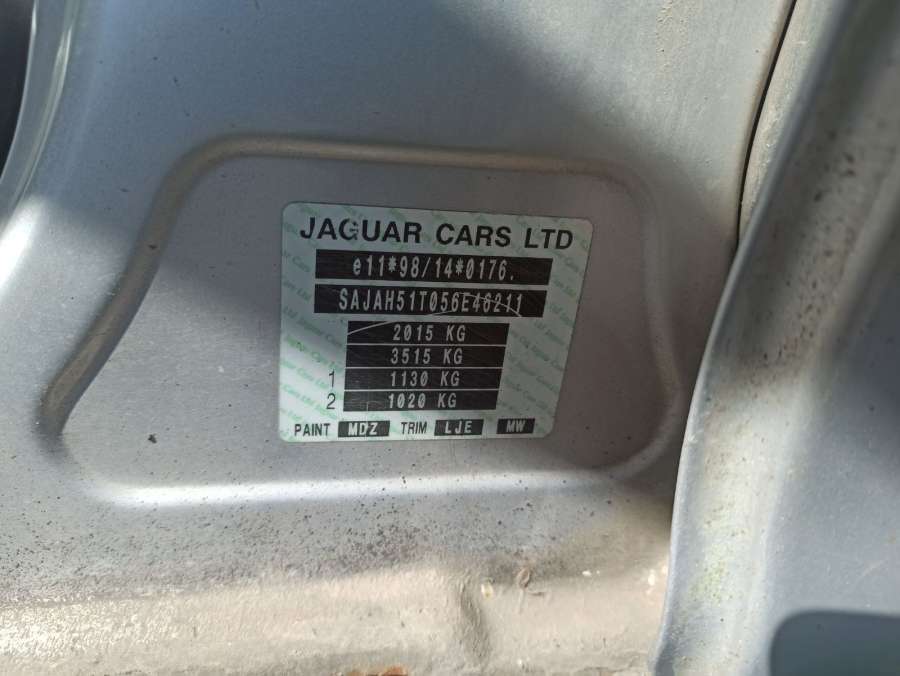 JAGUAR CARS LTD
e11*98/14*0176.
SAJAH51T056E46211
2015 KG
3515 KG
1 1130 KG
2 1020 KG
PAINT MDZ TRIM LJE MW